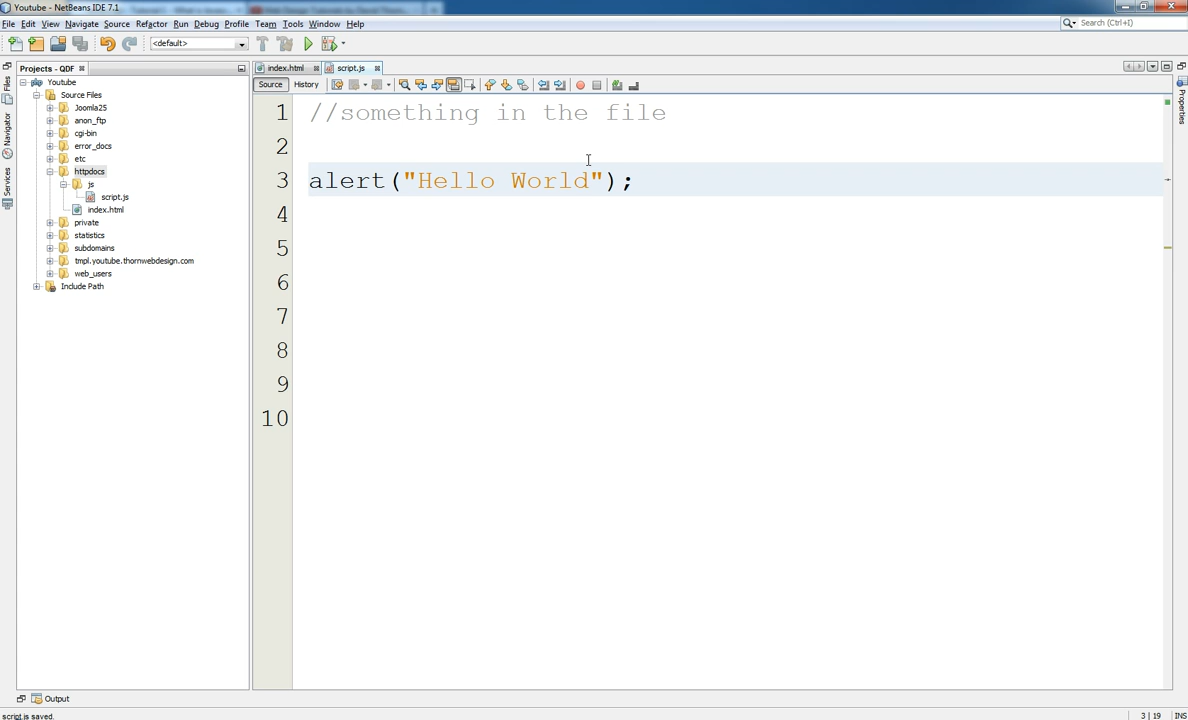 Youtube - NetBeans IDE 7.1
File Edit View Navigate Source Refactor Run Debug Profile Team Tools Window Help
Search (Ctrl+I)
<default>
Projects - QDF
index.html
script.js
Source
History
Files
Navigator
Services
Properties
Youtube
Source Files
Joomla25
anon_ftp
cgi-bin
error_docs
etc
httpdocs
js
script.js
index.html
private
statistics
subdomains
tmpl.youtube.thornwebdesign.com
web_users
Include Path
1 //something in the file
2
3 alert("Hello World");
4
5
6
7
8
9
10
Output
script.js saved.
3 | 19 INS